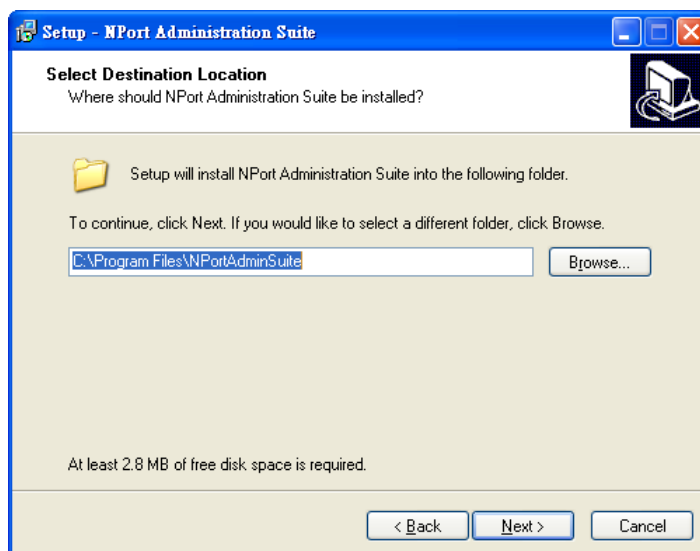 Setup - NPort Administration Suite
Select Destination Location
Where should NPort Administration Suite be installed?
Setup will install NPort Administration Suite into the following folder.
To continue, click Next. If you would like to select a different folder, click Browse.
C:\Program Files\NPortAdminSuite
Browse...
At least 2.8 MB of free disk space is required.
< Back
Next >
Cancel